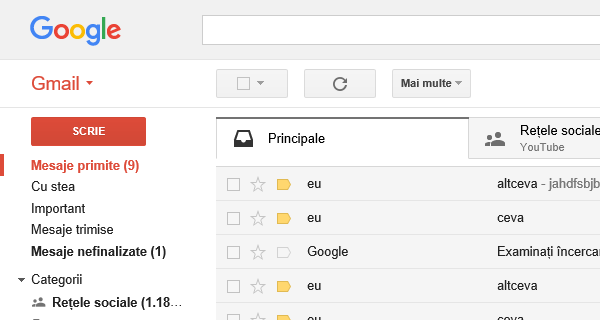 Google
Gmail
Mai multe
SCRIE
Mesaje primite (9)
Cu stea
Important
Mesaje trimise
Mesaje nefinalizate (1)
Categorii
Rețele sociale (1.18…
Principale
Rețele sociale
YouTube
eu altceva - jahdfsbjb
eu ceva
Google Examinați încercar
eu altceva
eu ceva